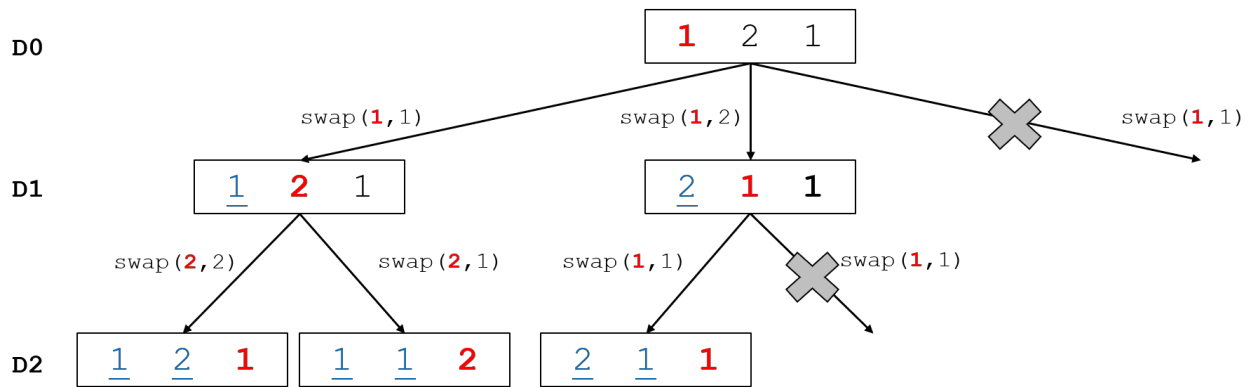 D0
1 2 1
swap(1,1) swap(1,2) swap(1,1)
D1
1 2 1 2 1 1
swap(2,2) swap(2,1) swap(1,1) swap(1,1)
D2
1 2 1 1 1 2 2 1 1